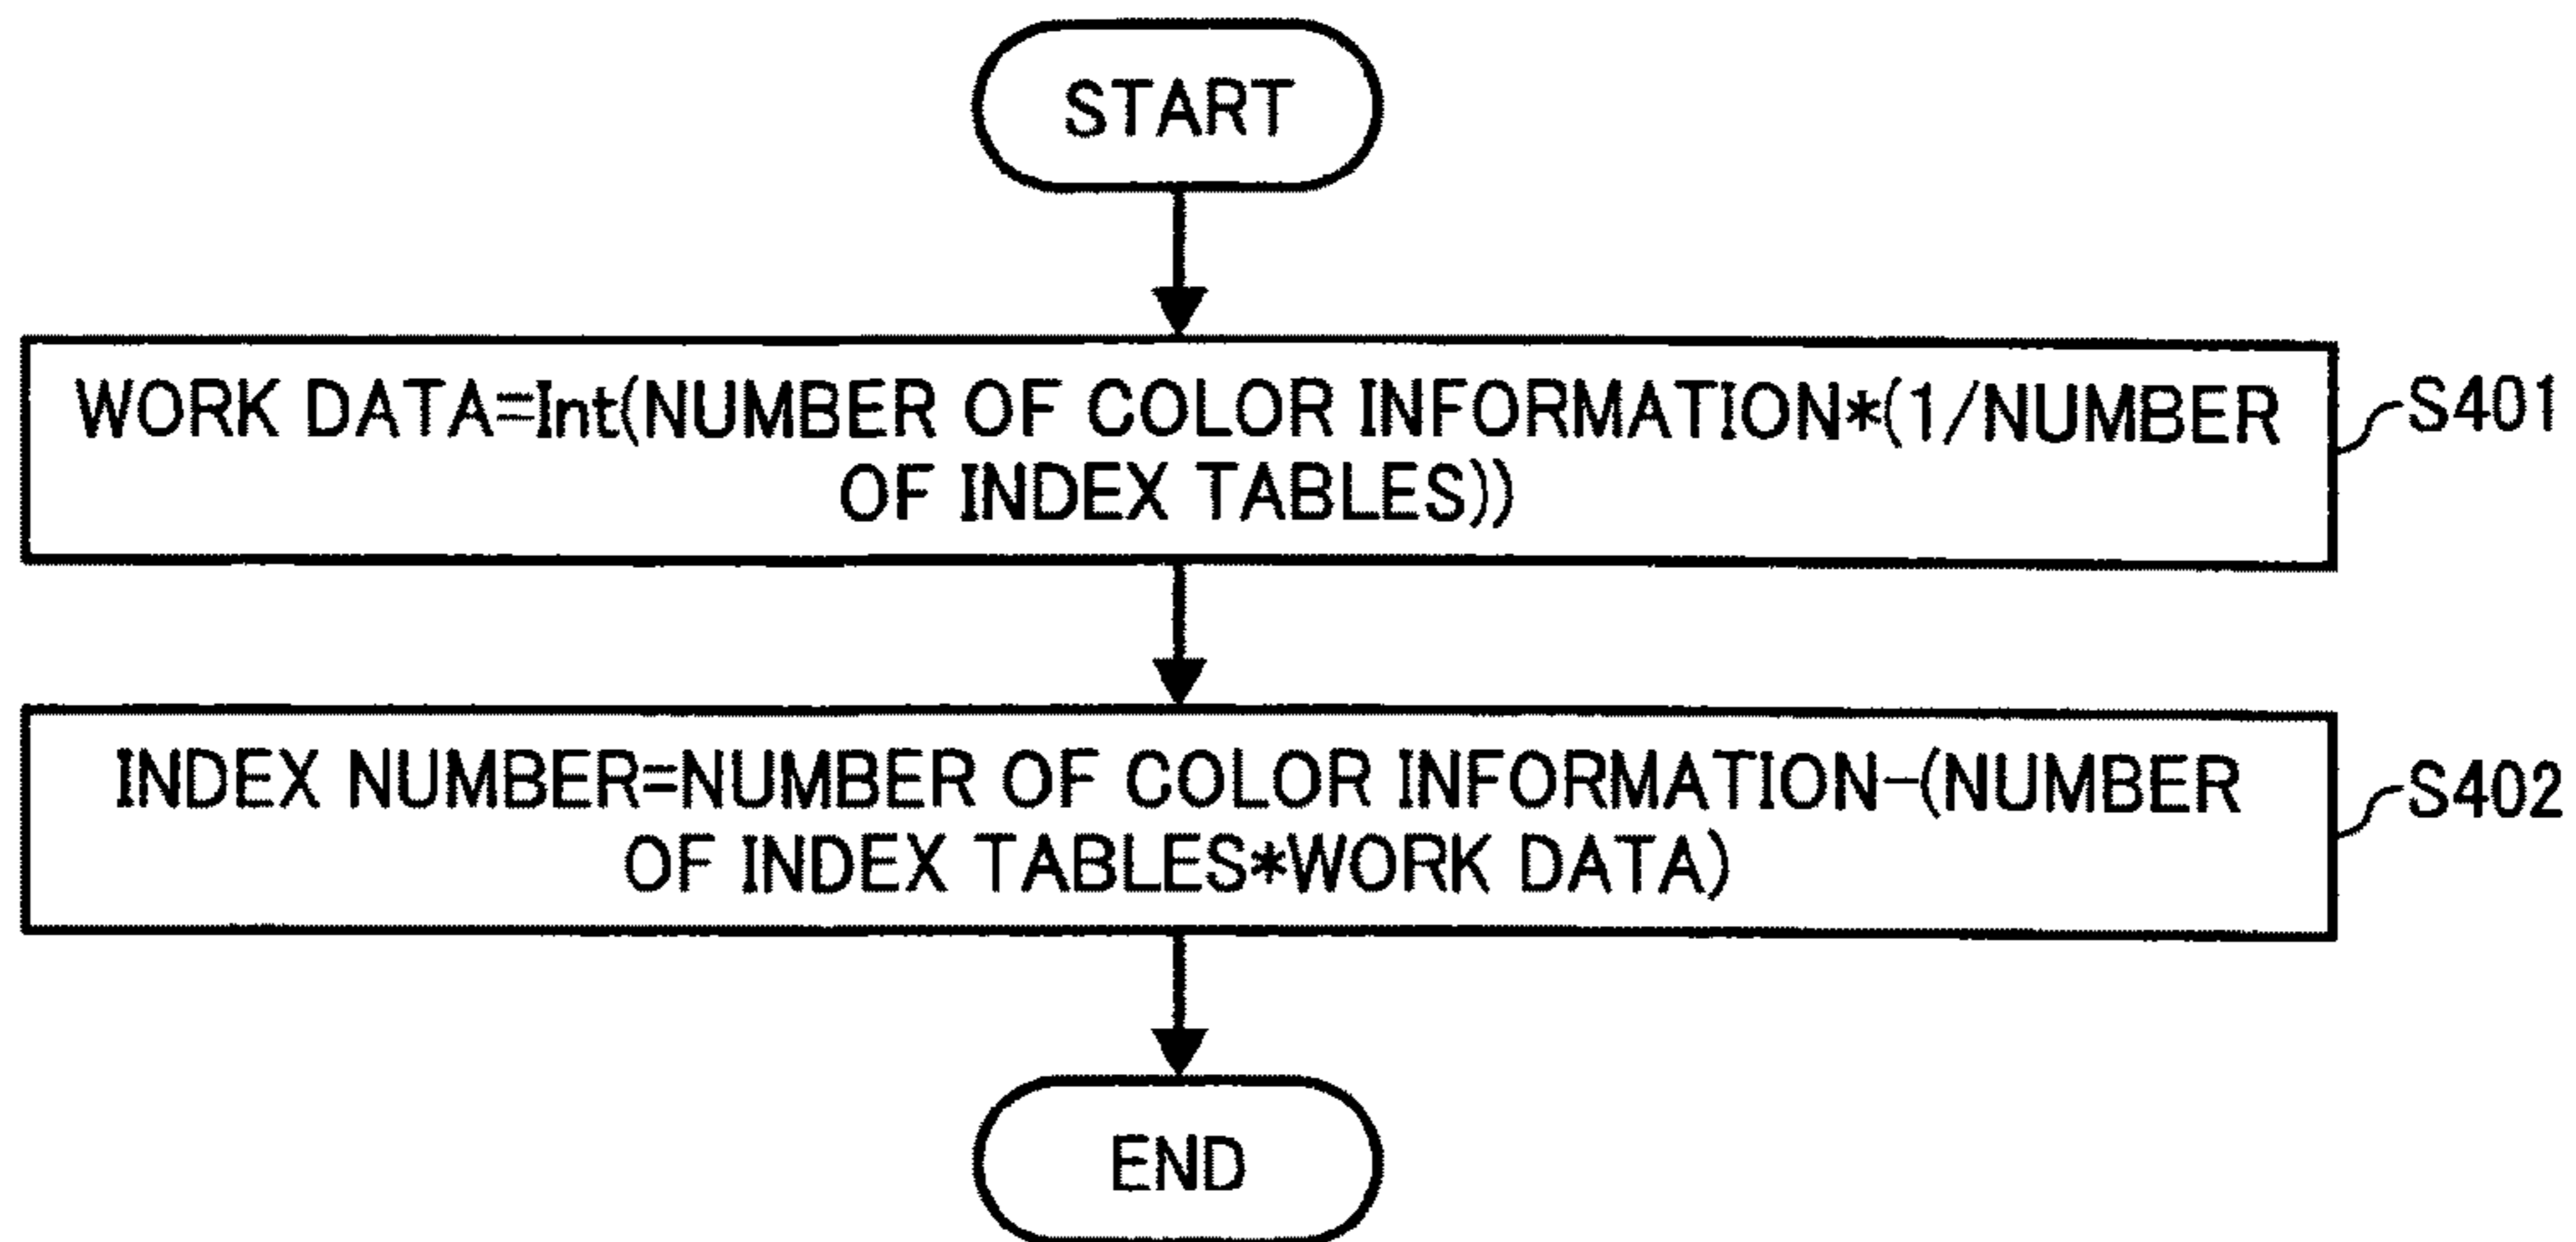 START
WORK DATA=Int(NUMBER OF COLOR INFORMATION*(1/NUMBER
OF INDEX TABLES))
S401
INDEX NUMBER=NUMBER OF COLOR INFORMATION-(NUMBER
OF INDEX TABLES*WORK DATA)
S402
END